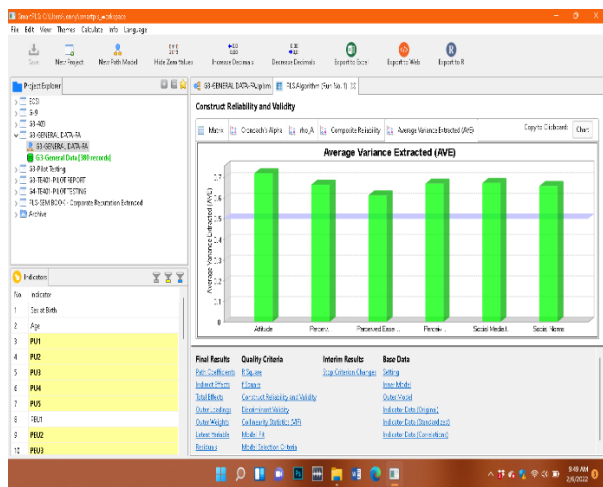 SmartPLS: C:\Users\Lenny\smartpls_workspace
File Edit View Themes Calculate Info Language
Save New Project New Path Model Hide Zero Values Increase Decimals Decrease Decimals Export to Excel Export to Web Export to R
Project Explorer
ECSI
G3-GENERAL DATA-FA
G3-GENERAL DATA-FA
G3-General Data [389 records]
G3-Pilot Testing
G3-TE401-PILOT REPORT
G4-TE401-PILOT TESTING
PLS-SEM BOOK - Corporate Reputation Extended
Archive
Indicators
No Indicator
1 Sex at Birth
2 Age
3 PU1
4 PU2
5 PU3
6 PU4
7 PU5
8 PEU1
9 PEU2
10 PEU3
G3-GENERAL DATA-FA.splsm PLS Algorithm (Run No. 1)
Construct Reliability and Validity
Matrix Cronbach's Alpha rho_A Composite Reliability Average Variance Extracted (AVE) Copy to Clipboard: Chart
Average Variance Extracted (AVE)
Average Variance Extracted (AVE)
0.7
0.6
0.5
0.4
0.3
0.2
0.1
0
Attitude Perceiv.. Perceived Ease .. Perceiv.. Social Media I. Social Norms
Final Results Quality Criteria Interim Results Base Data
Path Coefficients R Square Stop Criterion Changes Setting
Indirect Effects f Square Inner Model
Total Effects Construct Reliability and Validity Outer Model
Outer Loadings Discriminant Validity Indicator Data (Original)
Outer Weights Collinearity Statistics (VIF) Indicator Data (Standardized)
Latent Variable Model Fit Indicator Data (Correlations)
Residuals Model Selection Criteria
9:49 AM
2/6/2022